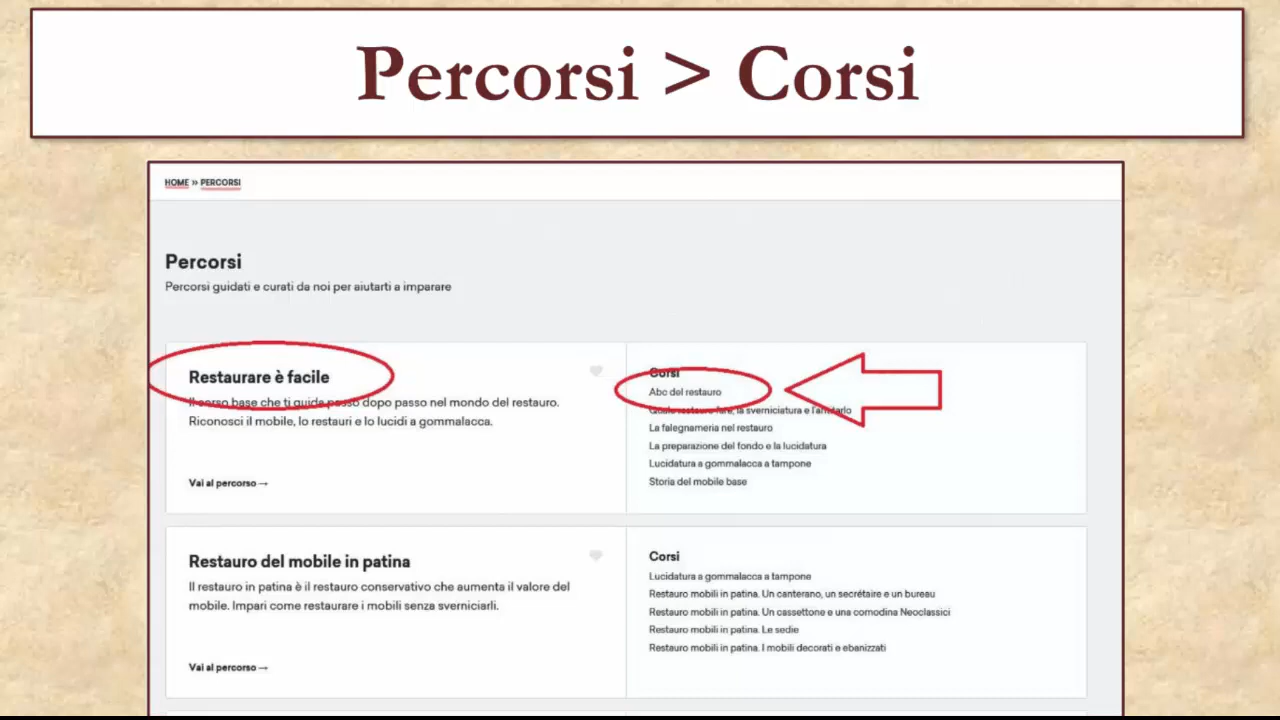 Percorsi > Corsi
HOME » PERCORSI
Percorsi
Percorsi guidati e curati da noi per aiutarti a imparare
Restaurare è facile
Il corso base che ti guida passo dopo passo nel mondo del restauro.
Riconosci il mobile, lo restauri e lo lucidi a gommalacca.
Vai al percorso →
Corsi
Abc del restauro
Quale restauro fare, la sverniciatura e l'antitarlo
La falegnameria nel restauro
La preparazione del fondo e la lucidatura
Lucidatura a gommalacca a tampone
Storia del mobile base
Restauro del mobile in patina
Il restauro in patina è il restauro conservativo che aumenta il valore del
mobile. Impari come restaurare i mobili senza sverniciarli.
Vai al percorso →
Corsi
Lucidatura a gommalacca a tampone
Restauro mobili in patina. Un canterano, un secrétaire e un bureau
Restauro mobili in patina. Un cassettone e una comodina Neoclassici
Restauro mobili in patina. Le sedie
Restauro mobili in patina. I mobili decorati e ebanizzati